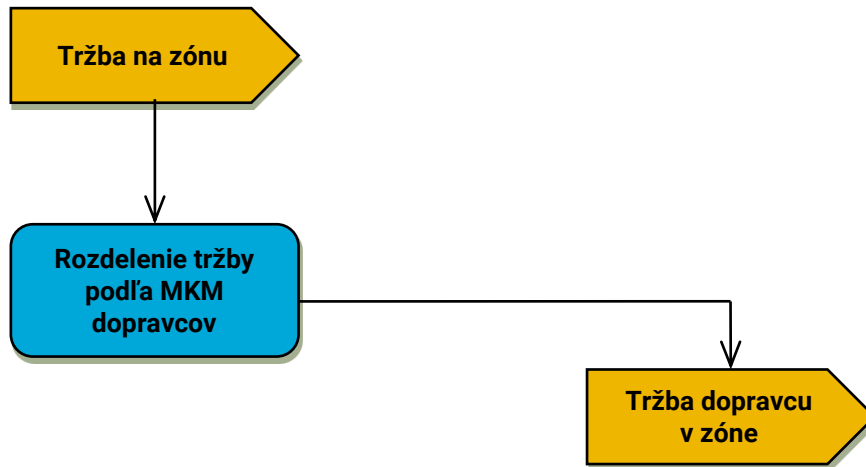 Tržba na zónu
Rozdelenie tržby
podľa MKM
dopravcov
Tržba dopravcu
v zóne